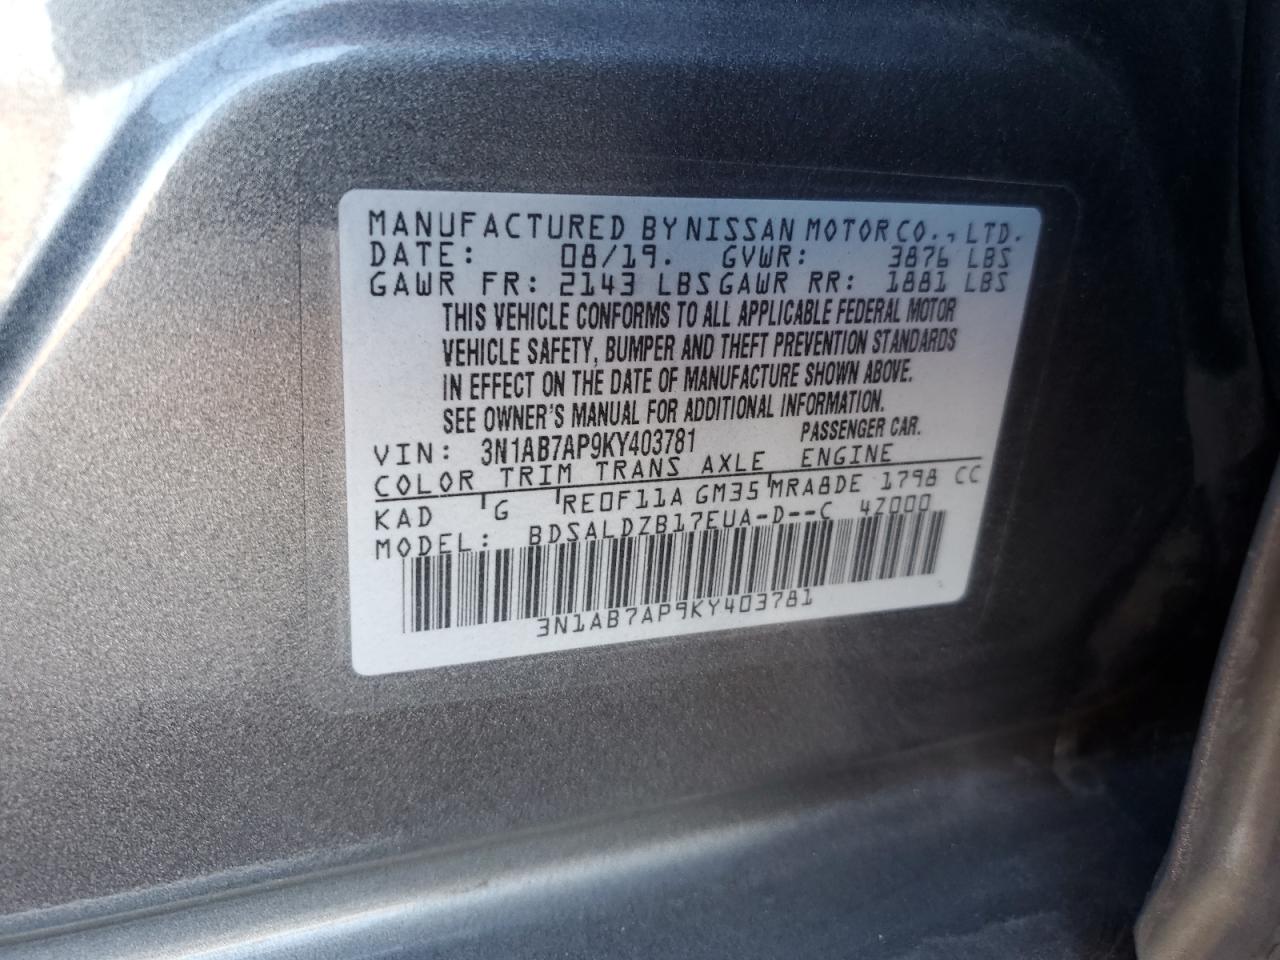 MANUFACTURED BY NISSAN MOTOR CO., LTD.
DATE: 08/19. GVWR: 3876 LBS
GAWR FR: 2143 LBS GAWR RR: 1881 LBS
THIS VEHICLE CONFORMS TO ALL APPLICABLE FEDERAL MOTOR
VEHICLE SAFETY, BUMPER AND THEFT PREVENTION STANDARDS
IN EFFECT ON THE DATE OF MANUFACTURE SHOWN ABOVE.
SEE OWNER'S MANUAL FOR ADDITIONAL INFORMATION.
VIN: 3N1AB7AP9KY403781 PASSENGER CAR.
COLOR TRIM TRANS AXLE ENGINE
KAD G RE0F11A GM35 MRA8DE 1798 CC
MODEL: BDSALDZB17EUA-D--C 4Z000
3N1AB7AP9KY403781